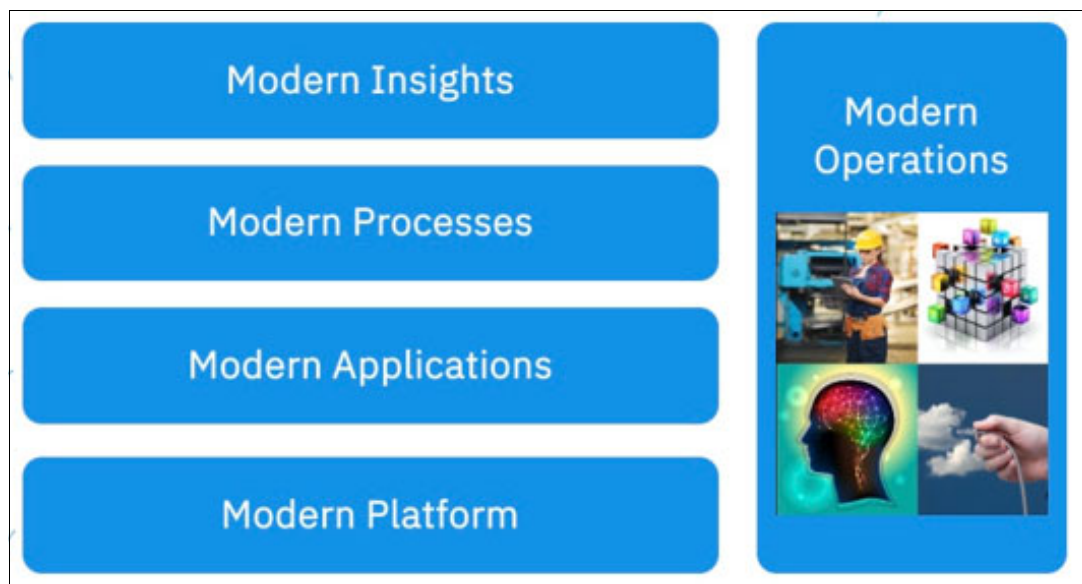 Modern Insights
Modern Processes
Modern Applications
Modern Platform
Modern
Operations